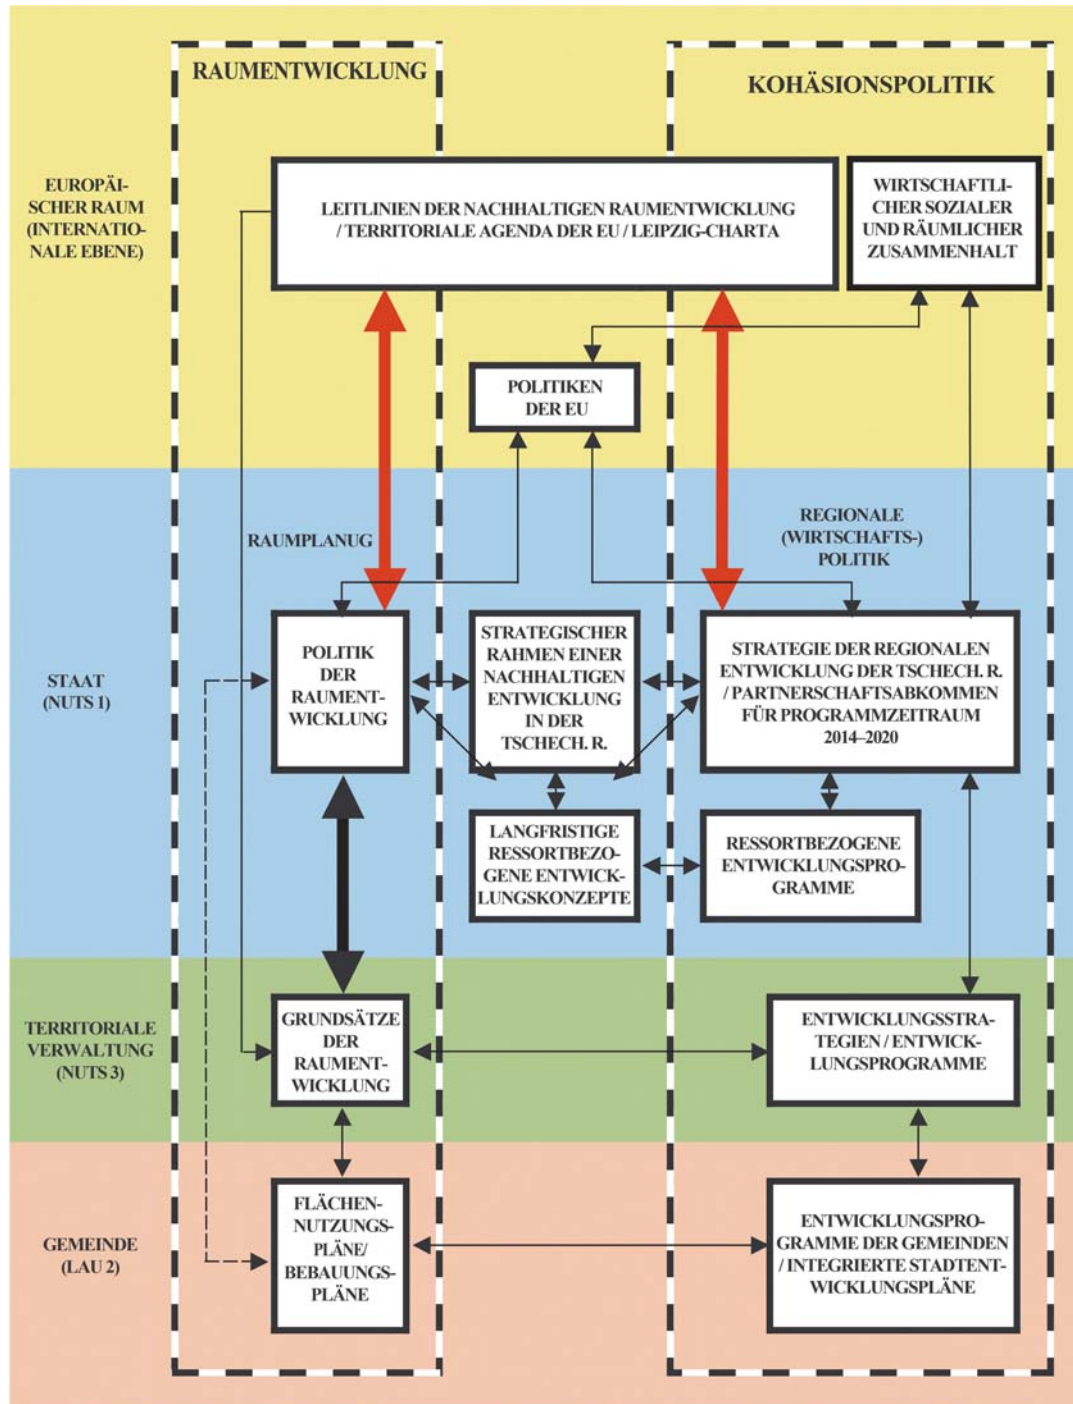 RAUMENTWICKLUNG
KOHÄSIONSPOLITIK
EUROPÄI-
SCHER RAUM
(INTERNATIO-
NALE EBENE)
LEITLINIEN DER NACHHALTIGEN RAUMENTWICKLUNG
/ TERRITORIALE AGENDA DER EU / LEIPZIG-CHARTA
WIRTSCHAFTLI-
CHER SOZIALER
UND RÄUMLICHER
ZUSAMMENHALT
POLITIKEN
DER EU
RAUMPLANUG
REGIONALE
(WIRTSCHAFTS-)
POLITIK
STAAT
(NUTS 1)
POLITIK
DER
RAUMENT-
WICKLUNG
STRATEGISCHER
RAHMEN EINER
NACHHALTIGEN
ENTWICKLUNG
IN DER
TSCHECH. R.
STRATEGIE DER REGIONALEN
ENTWICKLUNG DER TSCHECH. R.
/ PARTNERSCHAFTSABKOMMEN
FÜR PROGRAMMZEITRAUM
2014–2020
LANGFRISTIGE
RESSORTBEZO-
GENE ENTWICK-
LUNGSKONZEPTE
RESSORTBEZOGENE
ENTWICKLUNGSPRO-
GRAMME
TERRITORIALE
VERWALTUNG
(NUTS 3)
GRUNDSÄTZE
DER
RAUMENT-
WICKLUNG
ENTWICKLUNGSSTRA-
TEGIEN / ENTWICK-
LUNGSPROGRAMME
GEMEINDE
(LAU 2)
FLÄCHEN-
NUTZUNGS-
PLÄNE/
BEBAUUNGS-
PLÄNE
ENTWICKLUNGSPRO-
GRAMME DER GEMEINDEN
/ INTEGRIERTE STADTENT-
WICKLUNGSPLÄNE